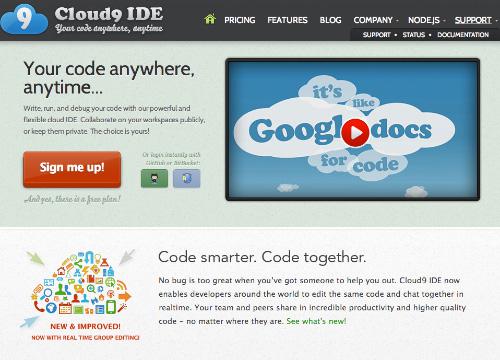 9 Cloud9 IDE
Your code anywhere, anytime
PRICING FEATURES BLOG COMPANY NODE.JS SUPPORT
SUPPORT • STATUS • DOCUMENTATION
Your code anywhere,
anytime...
Write, run, and debug your code with our powerful and
flexible cloud IDE. Collaborate on your workspaces publicly,
or keep them private. The choice is yours!
Sign me up!
Or login instantly with
GitHub or BitBucket:
And yes, there is a free plan!
it's
like
Google docs
for code
Code smarter. Code together.
No bug is too great when you've got someone to help you out. Cloud9 IDE now
enables developers around the world to edit the same code and chat together in
realtime. Your team and peers share in incredible productivity and higher quality
code – no matter where they are. See what's new!
NEW & IMPROVED!
NOW WITH REAL TIME GROUP EDITING!